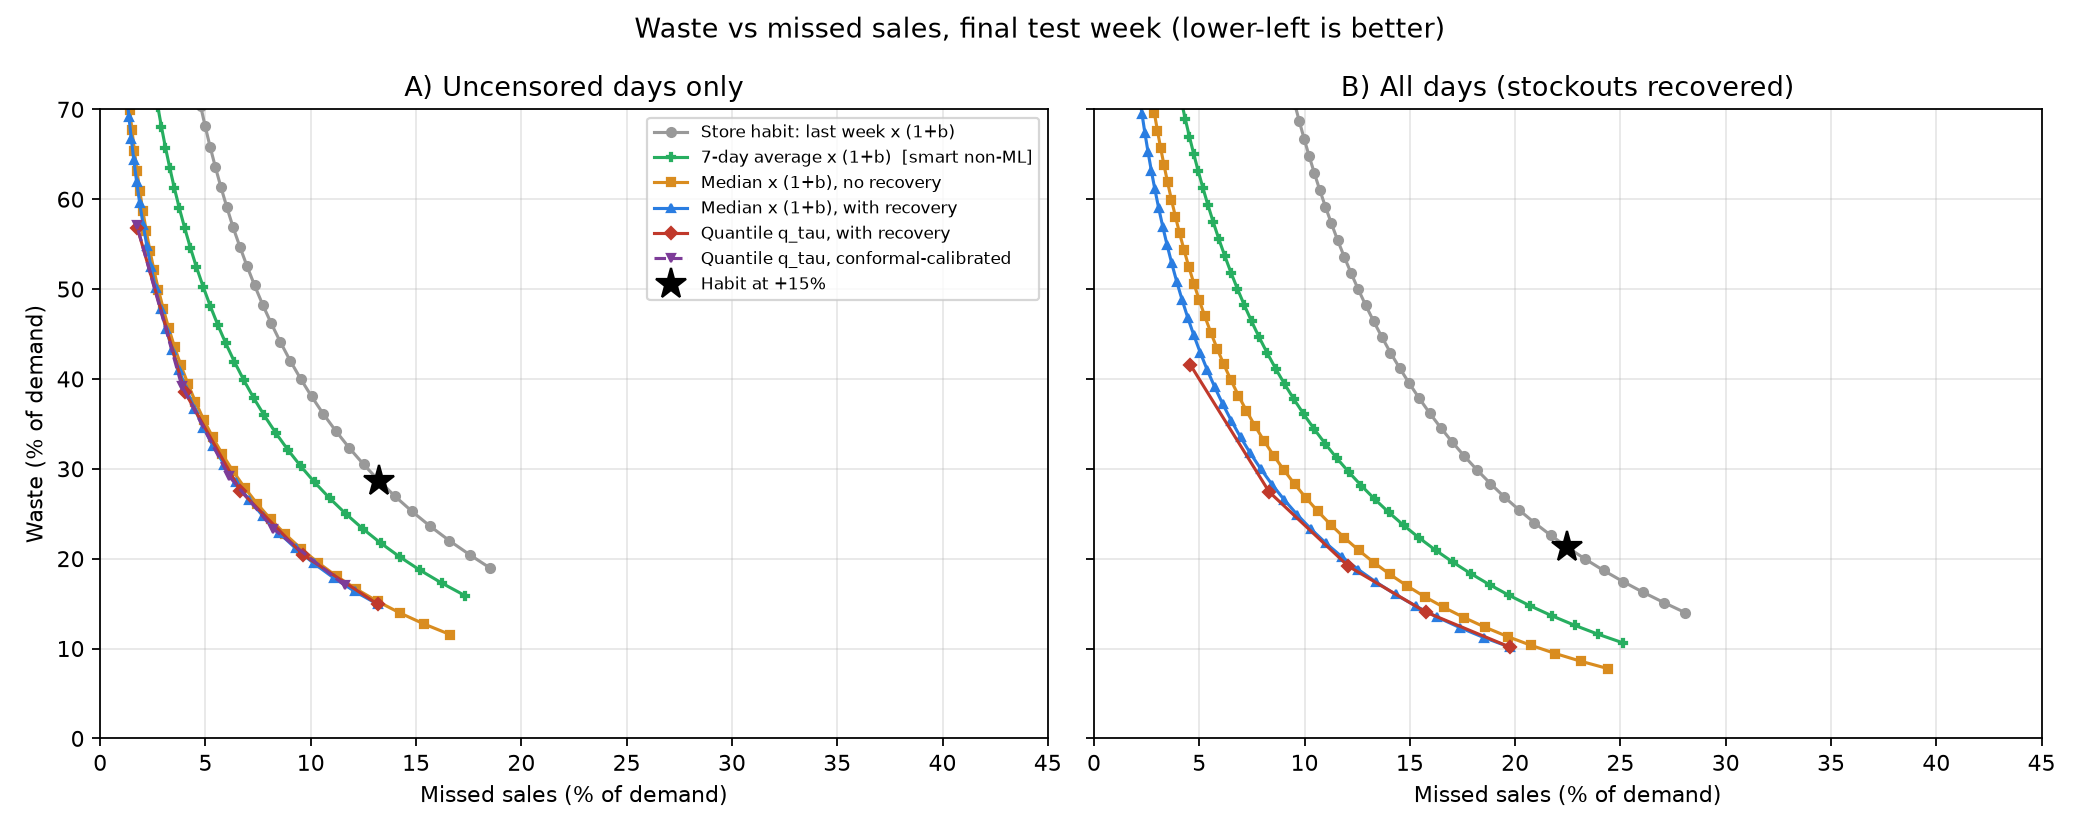 Waste vs missed sales, final test week (lower-left is better)
A) Uncensored days only
B) All days (stockouts recovered)
Waste (% of demand)
70
60
50
40
30
20
10
0
Store habit: last week x (1+b)
7-day average x (1+b)  [smart non-ML]
Median x (1+b), no recovery
Median x (1+b), with recovery
Quantile q_tau, with recovery
Quantile q_tau, conformal-calibrated
Habit at +15%
0 5 10 15 20 25 30 35 40 45
Missed sales (% of demand)
0 5 10 15 20 25 30 35 40 45
Missed sales (% of demand)